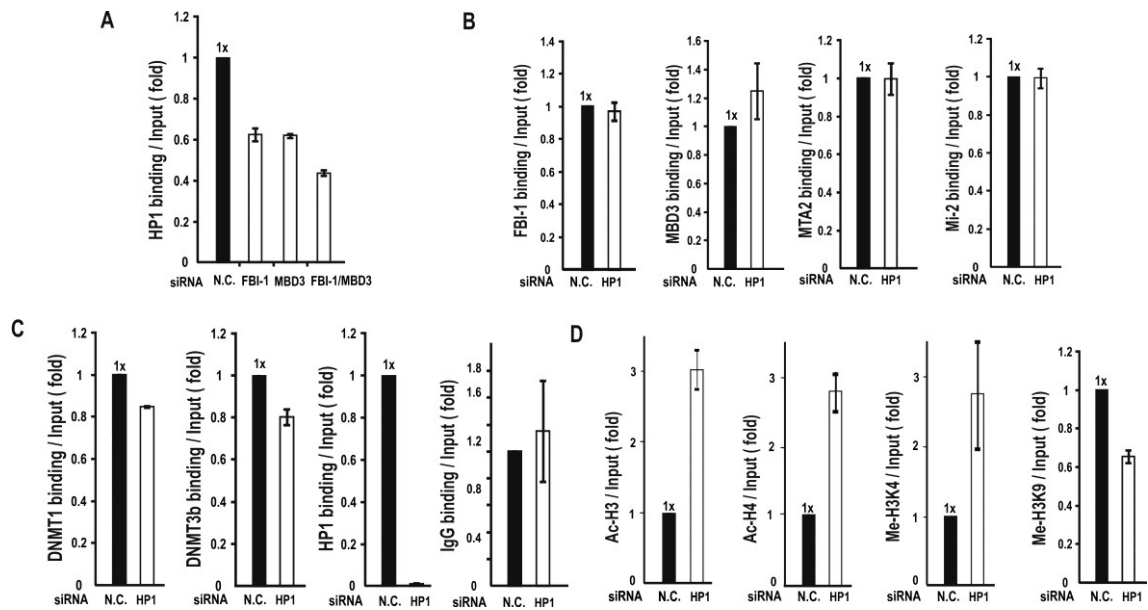 A
HP1 binding / Input ( fold)
1.2
1
0.8
0.6
0.4
0.2
0
1x
siRNA N.C. FBI-1 MBD3 FBI-1/MBD3
B
FBI-1 binding / Input ( fold)
1.4
1.2
1
0.8
0.6
0.4
0.2
0
1x
siRNA N.C. HP1
MBD3 binding / Input ( fold)
1.6
1.4
1.2
1
0.8
0.6
0.4
0.2
0
1x
N.C. HP1
MTA2 binding / Input ( fold)
1.2
1
0.8
0.6
0.4
0.2
0
1x
siRNA N.C. HP1
Mi-2 binding / Input ( fold)
1.2
1
0.8
0.6
0.4
0.2
0
1x
siRNA N.C. HP1
C
DNMT1 binding / Input ( fold)
1.2
1
0.8
0.6
0.4
0.2
0
1x
siRNA N.C. HP1
DNMT3b binding / Input ( fold)
1.2
1
0.8
0.6
0.4
0.2
0
1x
siRNA N.C. HP1
HP1 binding / Input ( fold)
1.2
1
0.8
0.6
0.4
0.2
0
1x
siRNA N.C. HP1
IgG binding / Input ( fold)
1.8
1.6
1.2
1.2
0.8
0.6
0.4
0.2
0
N.C. HP1
D
Ac-H3 / Input ( fold)
3
2
1
1x
siRNA N.C. HP1
Ac-H4 / Input ( fold)
3
2
1
1x
siRNA N.C. HP1
Me-H3K4 / Input ( fold)
3
2
1
1x
siRNA N.C. HP1
Me-H3K9 / Input ( fold)
1.2
1
0.8
0.6
0.4
0.2
0
1x
siRNA N.C. HP1